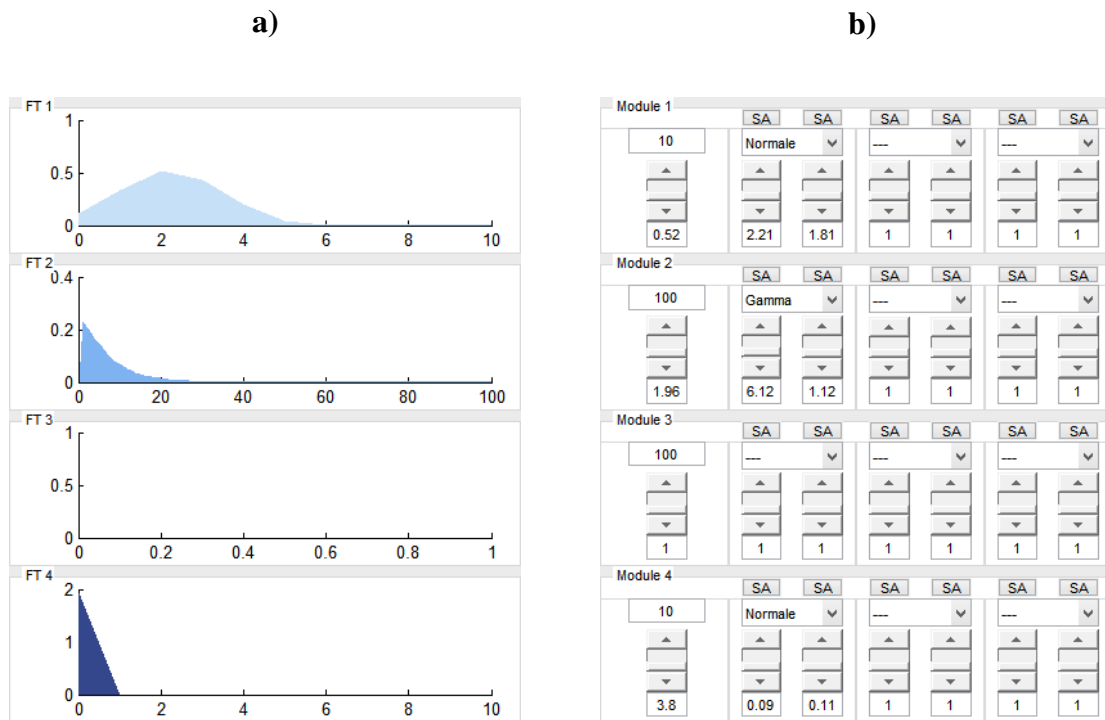 a)
b)
FT 1
1
0.5
0
0 2 4 6 8 10
FT 2
0.4
0.2
0
0 20 40 60 80 100
FT 3
1
0.5
0
0 0.2 0.4 0.6 0.8 1
FT 4
2
1
0
0 2 4 6 8 10
Module 1
SA SA SA SA SA SA
10 Normale --- ---
0.52 2.21 1.81 1 1 1 1
Module 2
SA SA SA SA SA SA
100 Gamma --- ---
1.96 6.12 1.12 1 1 1 1
Module 3
SA SA SA SA SA SA
100 --- --- ---
1 1 1 1 1 1 1
Module 4
SA SA SA SA SA SA
10 Normale --- ---
3.8 0.09 0.11 1 1 1 1